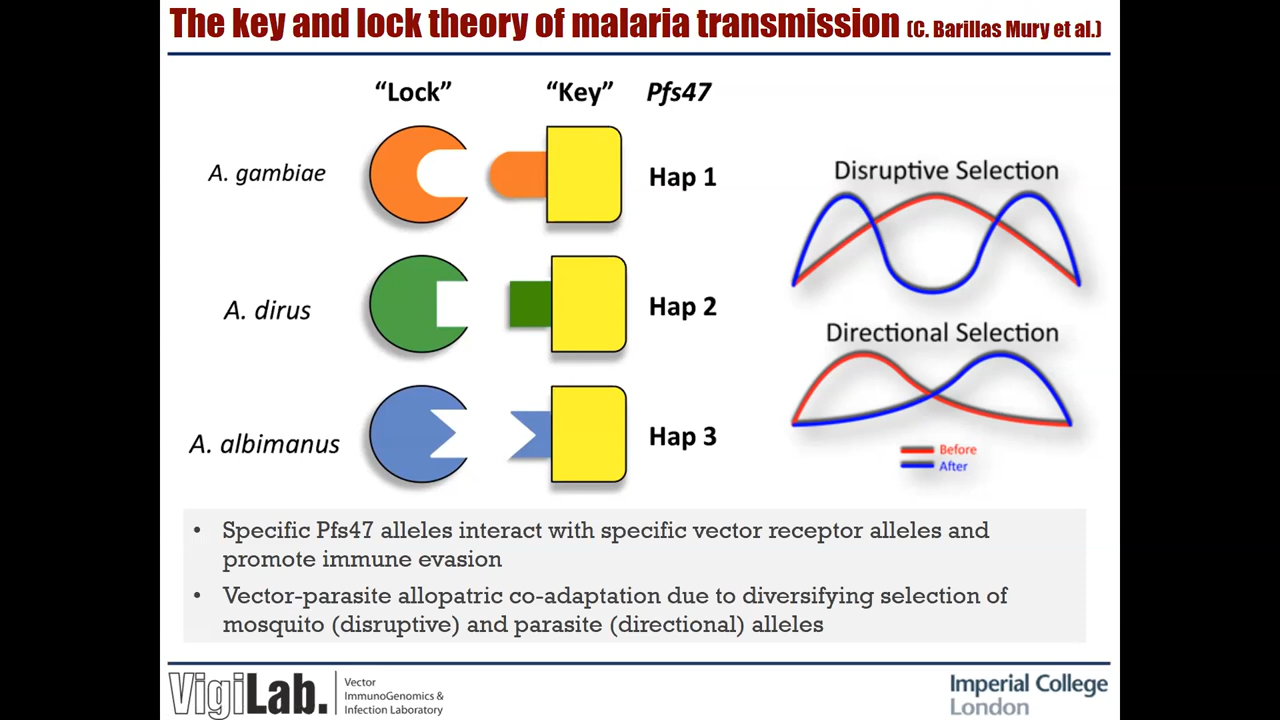 The key and lock theory of malaria transmission (C. Barillas Mury et al.)
“Lock” “Key” Pfs47
A. gambiae Hap 1
A. dirus Hap 2
A. albimanus Hap 3
Disruptive Selection
Directional Selection
Before
After
• Specific Pfs47 alleles interact with specific vector receptor alleles and
promote immune evasion
• Vector-parasite allopatric co-adaptation due to diversifying selection of
mosquito (disruptive) and parasite (directional) alleles
VigiLab.
Vector
ImmunoGenomics &
Infection Laboratory
Imperial College
London